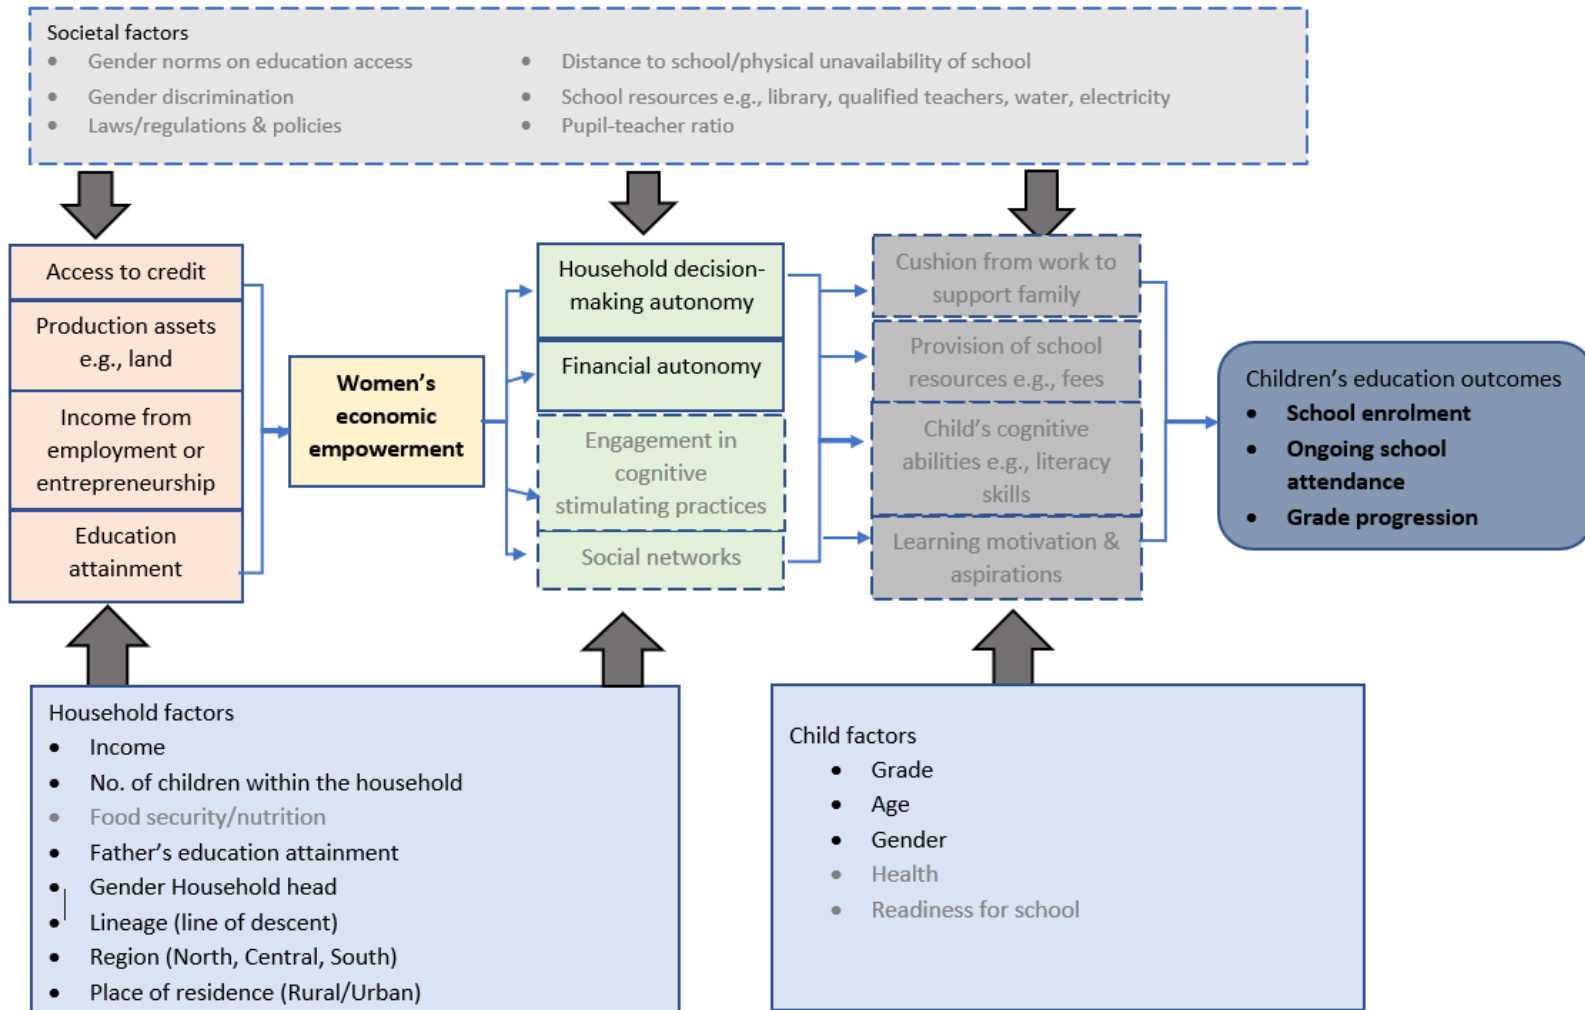 Societal factors
• Gender norms on education access
• Gender discrimination
• Laws/regulations & policies
• Distance to school/physical unavailability of school
• School resources e.g., library, qualified teachers, water, electricity
• Pupil-teacher ratio
Access to credit
Production assets
e.g., land
Income from
employment or
entrepreneurship
Education
attainment
Women’s
economic
empowerment
Household decision-
making autonomy
Financial autonomy
Engagement in
cognitive
stimulating practices
Social networks
Cushion from work to
support family
Provision of school
resources e.g., fees
Child’s cognitive
abilities e.g., literacy
skills
Learning motivation &
aspirations
Children’s education outcomes
• School enrolment
• Ongoing school
attendance
• Grade progression
Household factors
• Income
• No. of children within the household
• Food security/nutrition
• Father’s education attainment
• Gender Household head
• Lineage (line of descent)
• Region (North, Central, South)
• Place of residence (Rural/Urban)
Child factors
• Grade
• Age
• Gender
• Health
• Readiness for school